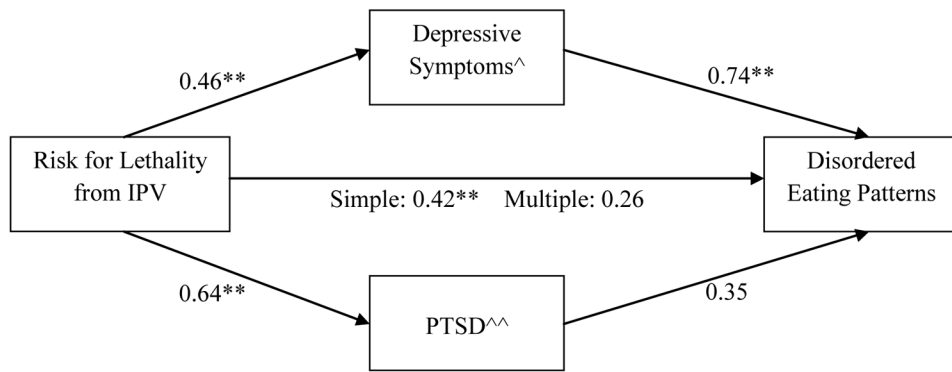 Depressive
Symptoms^
0.46**
0.74**
Risk for Lethality
from IPV
Disordered
Eating Patterns
Simple: 0.42** Multiple: 0.26
0.64**
0.35
PTSD^^